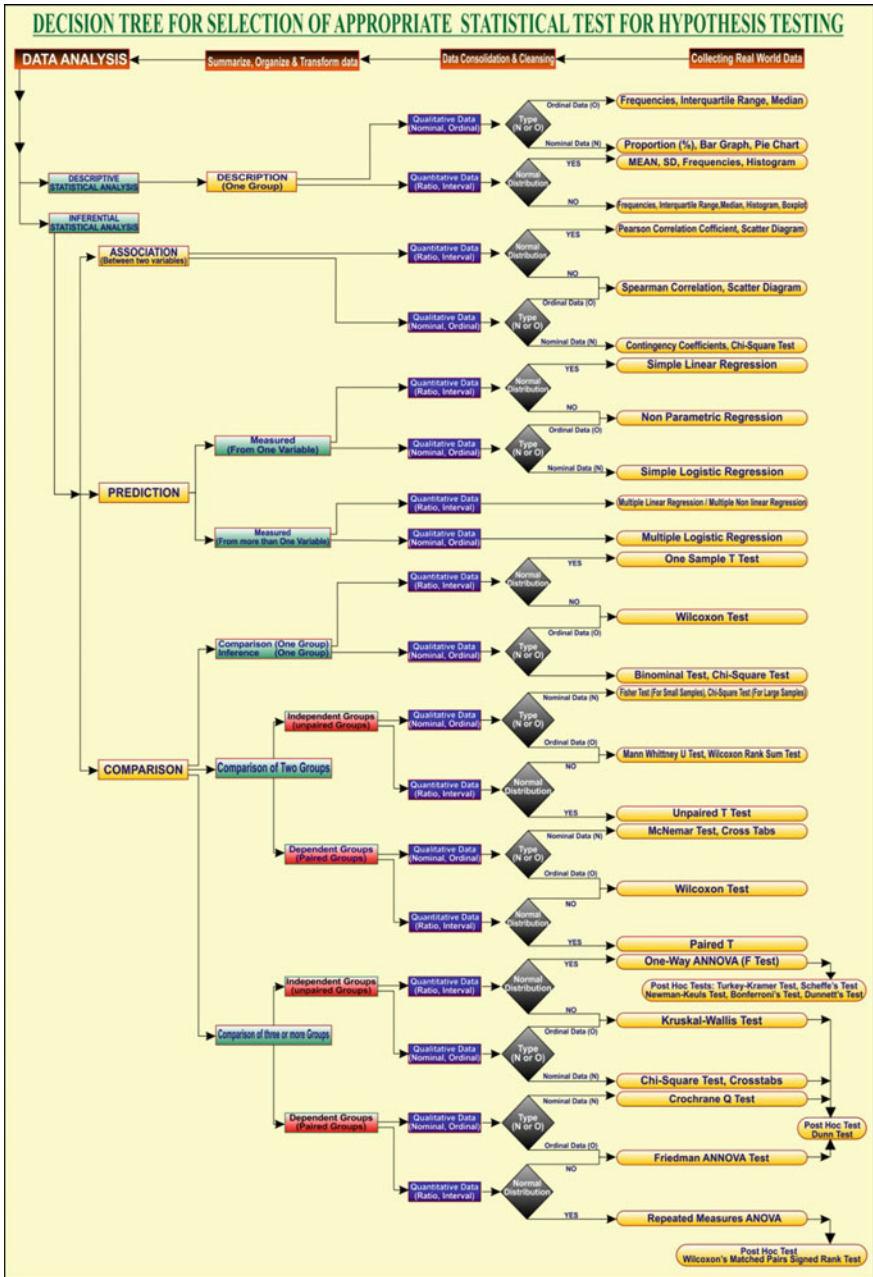 DECISION TREE FOR SELECTION OF APPROPRIATE STATISTICAL TEST FOR HYPOTHESIS TESTING
DATA ANALYSIS
Summarize, Organize & Transform data
Data Consolidation & Cleansing
Collecting Real World Data
Ordinal Data (O)
Frequencies, Interquartile Range, Median
Qualitative Data
(Nominal, Ordinal)
Type
(N or O)
Nominal Data (N)
Proportion (%), Bar Graph, Pie Chart
DESCRIPTIVE
STATISTICAL ANALYSIS
DESCRIPTION
(One Group)
YES
MEAN, SD, Frequencies, Histogram
Quantitative Data
(Ratio, Interval)
Normal
Distribution
NO
Frequencies, Interquartile Range,Median, Histogram, Boxplot
INFERENTIAL
STATISTICAL ANALYSIS
ASSOCIATION
(Between two variables)
Quantitative Data
(Ratio, Interval)
Normal
Distribution
YES
Pearson Correlation Cofficient, Scatter Diagram
NO
Spearman Correlation, Scatter Diagram
Ordinal Data (O)
Qualitative Data
(Nominal, Ordinal)
Type
(N or O)
Nominal Data (N)
Contingency Coefficients, Chi-Square Test
PREDICTION
Measured
(From One Variable)
Quantitative Data
(Ratio, Interval)
Normal
Distribution
YES
Simple Linear Regression
NO
Non Parametric Regression
Ordinal Data (O)
Qualitative Data
(Nominal, Ordinal)
Type
(N or O)
Nominal Data (N)
Simple Logistic Regression
Measured
(From more than One Variable)
Quantitative Data
(Ratio, Interval)
Multiple Linear Regression / Multiple Non linear Regression
Qualitative Data
(Nominal, Ordinal)
Multiple Logistic Regression
COMPARISON
Comparison (One Group)
Inference (One Group)
Quantitative Data
(Ratio, Interval)
Normal
Distribution
YES
One Sample T Test
NO
Wilcoxon Test
Ordinal Data (O)
Qualitative Data
(Nominal, Ordinal)
Type
(N or O)
Binominal Test, Chi-Square Test
Comparison of Two Groups
Independent Groups
(unpaired Groups)
Qualitative Data
(Nominal, Ordinal)
Type
(N or O)
Nominal Data (N)
Fisher Test (For Small Samples), Chi-Square Test (For Large Samples)
Ordinal Data (O)
Mann Whittney U Test, Wilcoxon Rank Sum Test
NO
Quantitative Data
(Ratio, Interval)
Normal
Distribution
YES
Unpaired T Test
Dependent Groups
(Paired Groups)
Qualitative Data
(Nominal, Ordinal)
Type
(N or O)
Nominal Data (N)
McNemar Test, Cross Tabs
Ordinal Data (O)
Wilcoxon Test
NO
Quantitative Data
(Ratio, Interval)
Normal
Distribution
YES
Paired T
Comparison of three or more Groups
Independent Groups
(unpaired Groups)
Quantitative Data
(Ratio, Interval)
Normal
Distribution
YES
One-Way ANNOVA (F Test)
Post Hoc Tests: Turkey-Kramer Test, Scheffe's Test
Newman-Keuls Test, Bonferroni's Test, Dunnett's Test
NO
Kruskal-Wallis Test
Ordinal Data (O)
Qualitative Data
(Nominal, Ordinal)
Type
(N or O)
Nominal Data (N)
Chi-Square Test, Crosstabs
Dependent Groups
(Paired Groups)
Qualitative Data
(Nominal, Ordinal)
Type
(N or O)
Nominal Data (N)
Crochrane Q Test
Post Hoc Test
Dunn Test
Ordinal Data (O)
Friedman ANNOVA Test
NO
Quantitative Data
(Ratio, Interval)
Normal
Distribution
YES
Repeated Measures ANOVA
Post Hoc Test
Wilcoxon's Matched Pairs Signed Rank Test